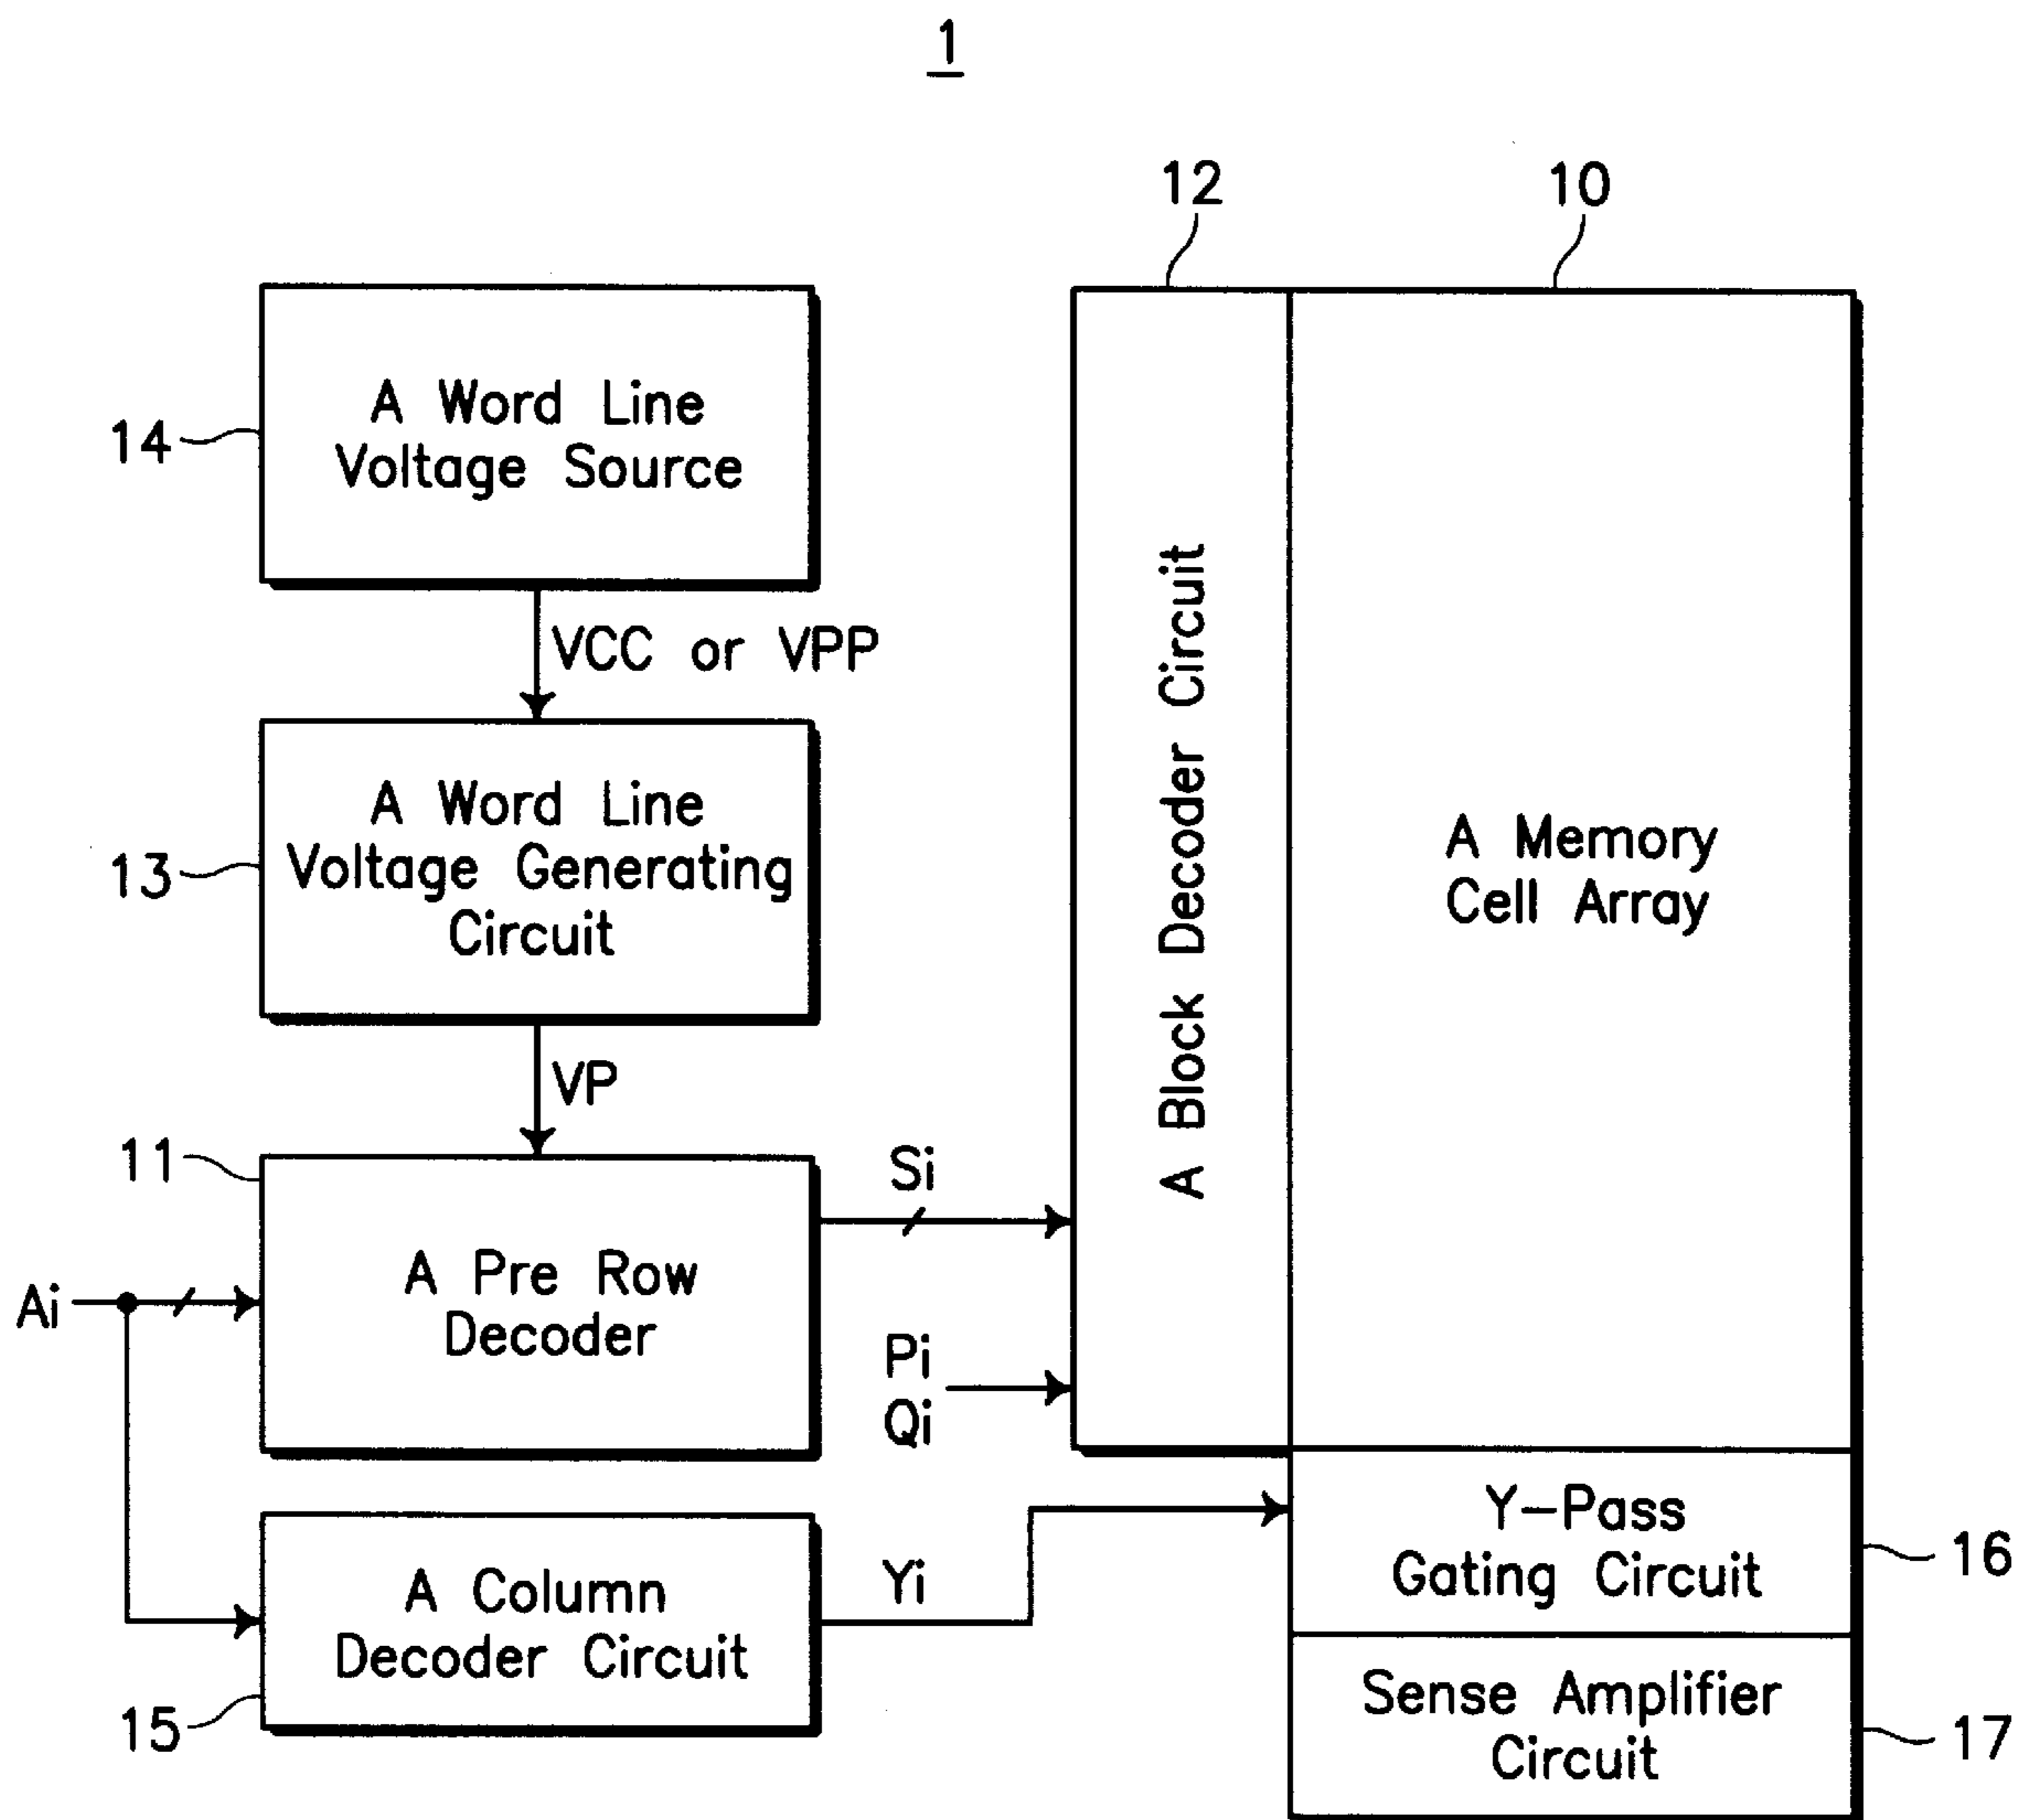 1
12
10
14
A Word Line
Voltage Source
VCC or VPP
13
A Word Line
Voltage Generating
Circuit
VP
11
A Pre Row
Decoder
Ai
Si
Pi
Qi
A Block Decoder Circuit
A Memory
Cell Array
15
A Column
Decoder Circuit
Yi
Y-Pass
Gating Circuit
16
Sense Amplifier
Circuit
17